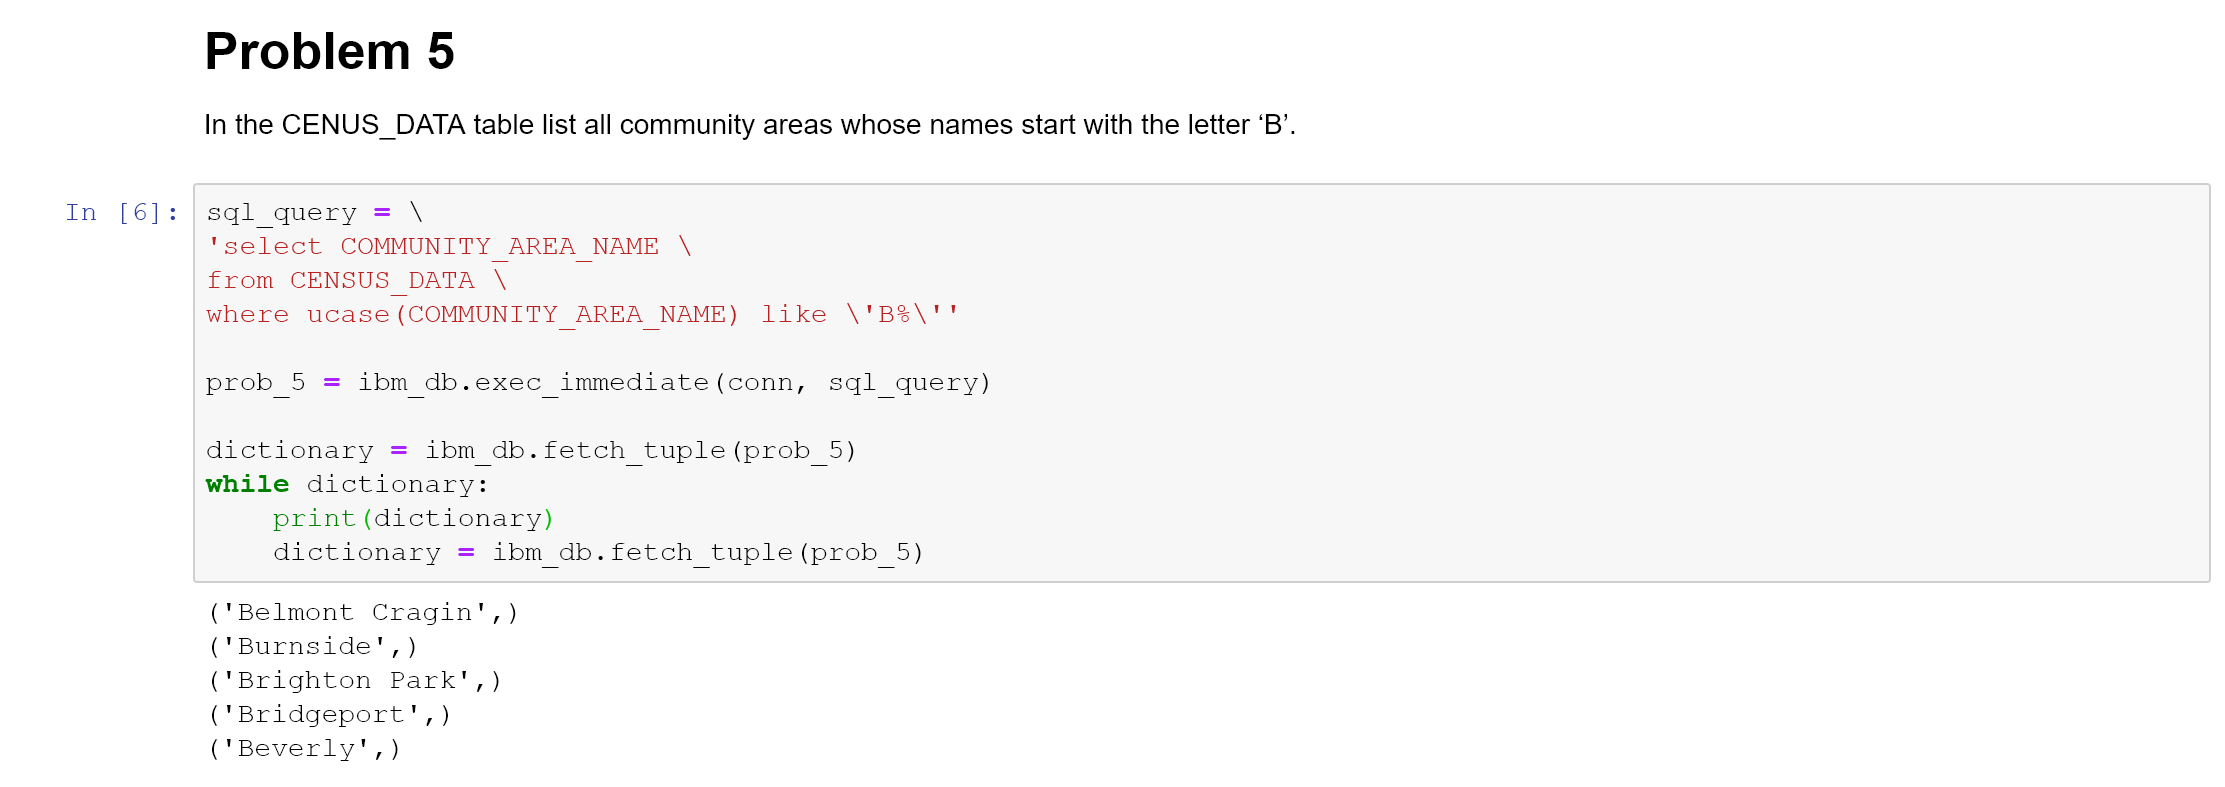 Problem 5
In the CENUS_DATA table list all community areas whose names start with the letter ‘B’.
In [6]:
sql_query = \
'select COMMUNITY_AREA_NAME \
from CENSUS_DATA \
where ucase(COMMUNITY_AREA_NAME) like \'B%\''
prob_5 = ibm_db.exec_immediate(conn, sql_query)
dictionary = ibm_db.fetch_tuple(prob_5)
while dictionary:
    print(dictionary)
    dictionary = ibm_db.fetch_tuple(prob_5)
('Belmont Cragin',)
('Burnside',)
('Brighton Park',)
('Bridgeport',)
('Beverly',)